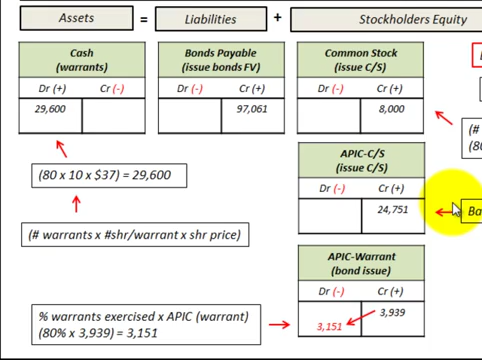 Assets = Liabilities + Stockholders Equity
Cash
(warrants)
Dr (+) Cr (-)
29,600
Bonds Payable
(issue bonds FV)
Dr (-) Cr (+)
97,061
Common Stock
(issue C/S)
Dr (-) Cr (+)
8,000
(#
(80
APIC-C/S
(issue C/S)
Dr (-) Cr (+)
24,751
Ba
(80 x 10 x $37) = 29,600
(# warrants x #shr/warrant x shr price)
APIC-Warrant
(bond issue)
Dr (-) Cr (+)
3,939
3,151
% warrants exercised x APIC (warrant)
(80% x 3,939) = 3,151